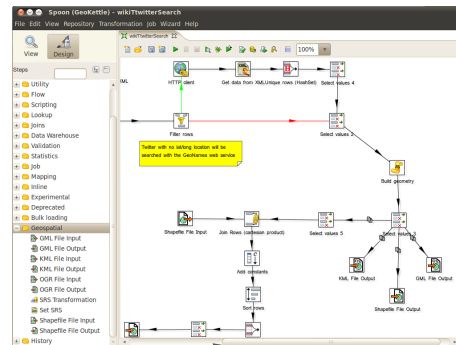 Spoon (GeoKettle) - wikiTtwitterSearch
File Edit View Repository Transformation Job Wizard Help
View
Design
Steps
Utility
Flow
Scripting
Lookup
Joins
Data Warehouse
Validation
Statistics
Job
Mapping
Inline
Experimental
Deprecated
Bulk loading
Geospatial
GML File Input
GML File Output
KML File Input
KML File Output
OGR File Input
OGR File Output
SRS Transformation
Set SRS
Shapefile File Input
Shapefile File Output
History
wikiTtwitterSearch
100%
XML
HTTP client
Get data from XML
Unique rows (HashSet)
Select values 4
Filter rows
Select values 2
Twitter with no lat/long location will be
searched with the GeoNames web service
Build geometry
Shapefile File Input
Join Rows (cartesian product)
Select values 5
Select values 3
Add constants
KML File Output
GML File Output
Shapefile File Output
Sort rows